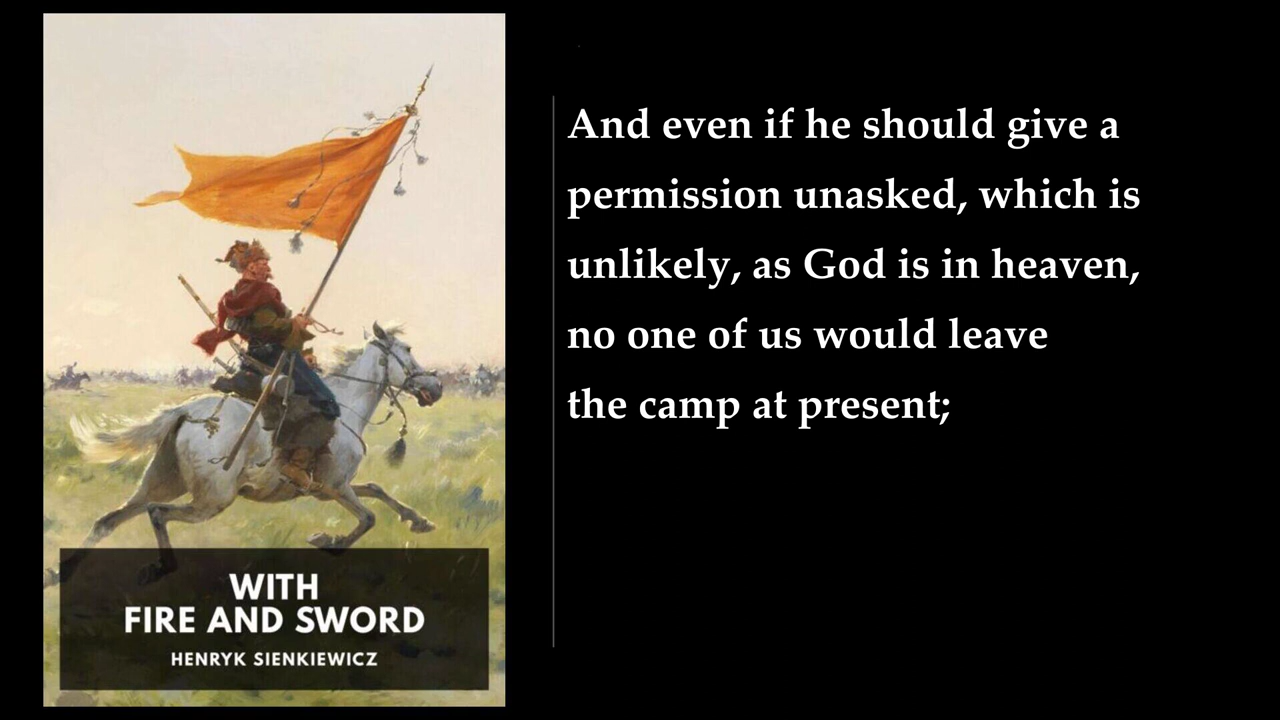 And even if he should give a
permission unasked, which is
unlikely, as God is in heaven,
no one of us would leave
the camp at present;
WITH
FIRE AND SWORD
HENRYK SIENKIEWICZ